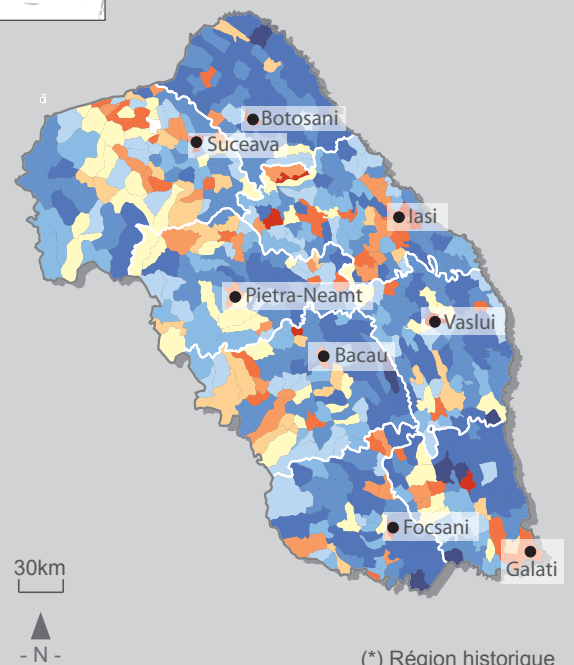 Botosani
Suceava
Iasi
Pietra-Neamt
Vaslui
Bacau
Focsani
Galati
30km
- N -
(*) Région historique